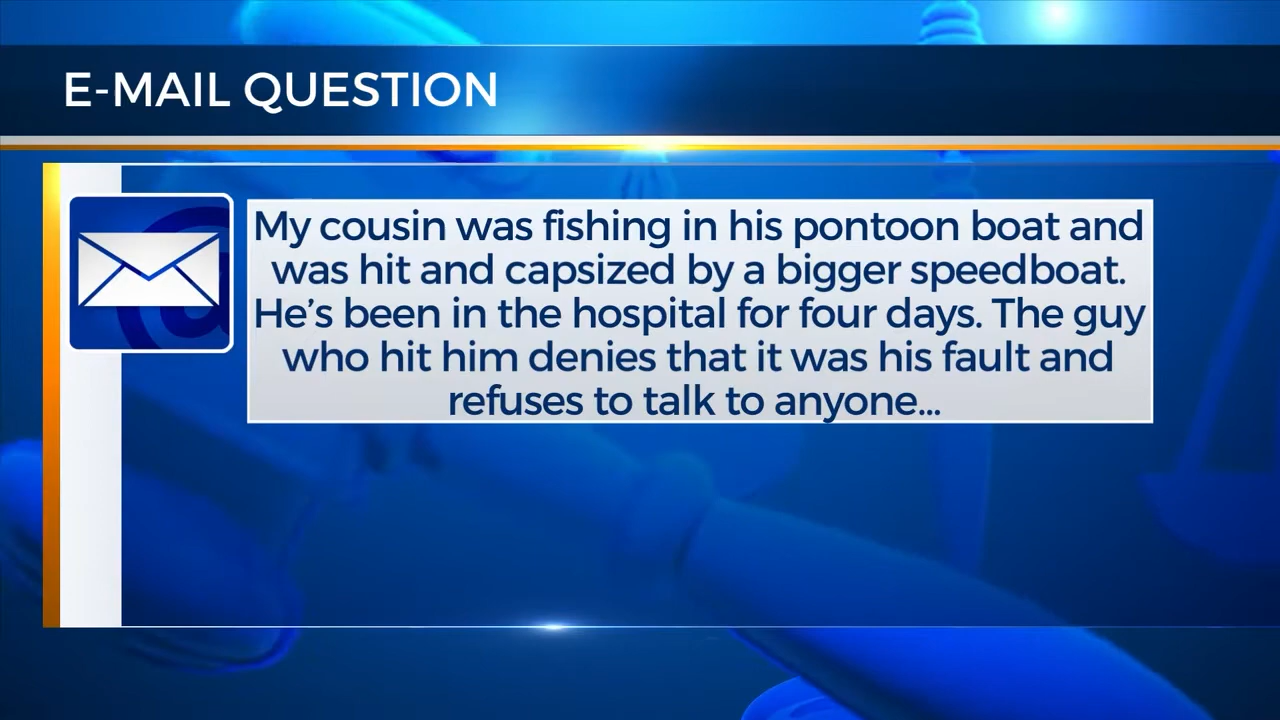 E-MAIL QUESTION
My cousin was fishing in his pontoon boat and
was hit and capsized by a bigger speedboat.
He’s been in the hospital for four days. The guy
who hit him denies that it was his fault and
refuses to talk to anyone...